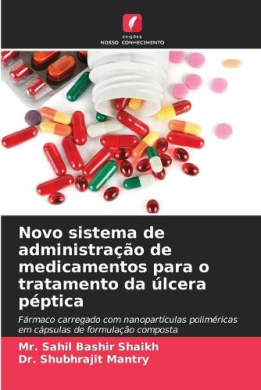 edições
NOSSO CONHECIMENTO
Novo sistema de
administração de
medicamentos para o
tratamento da úlcera
péptica
Fármaco carregado com nanopartículas poliméricas
em cápsulas de formulação composta
Mr. Sahil Bashir Shaikh
Dr. Shubhrajit Mantry